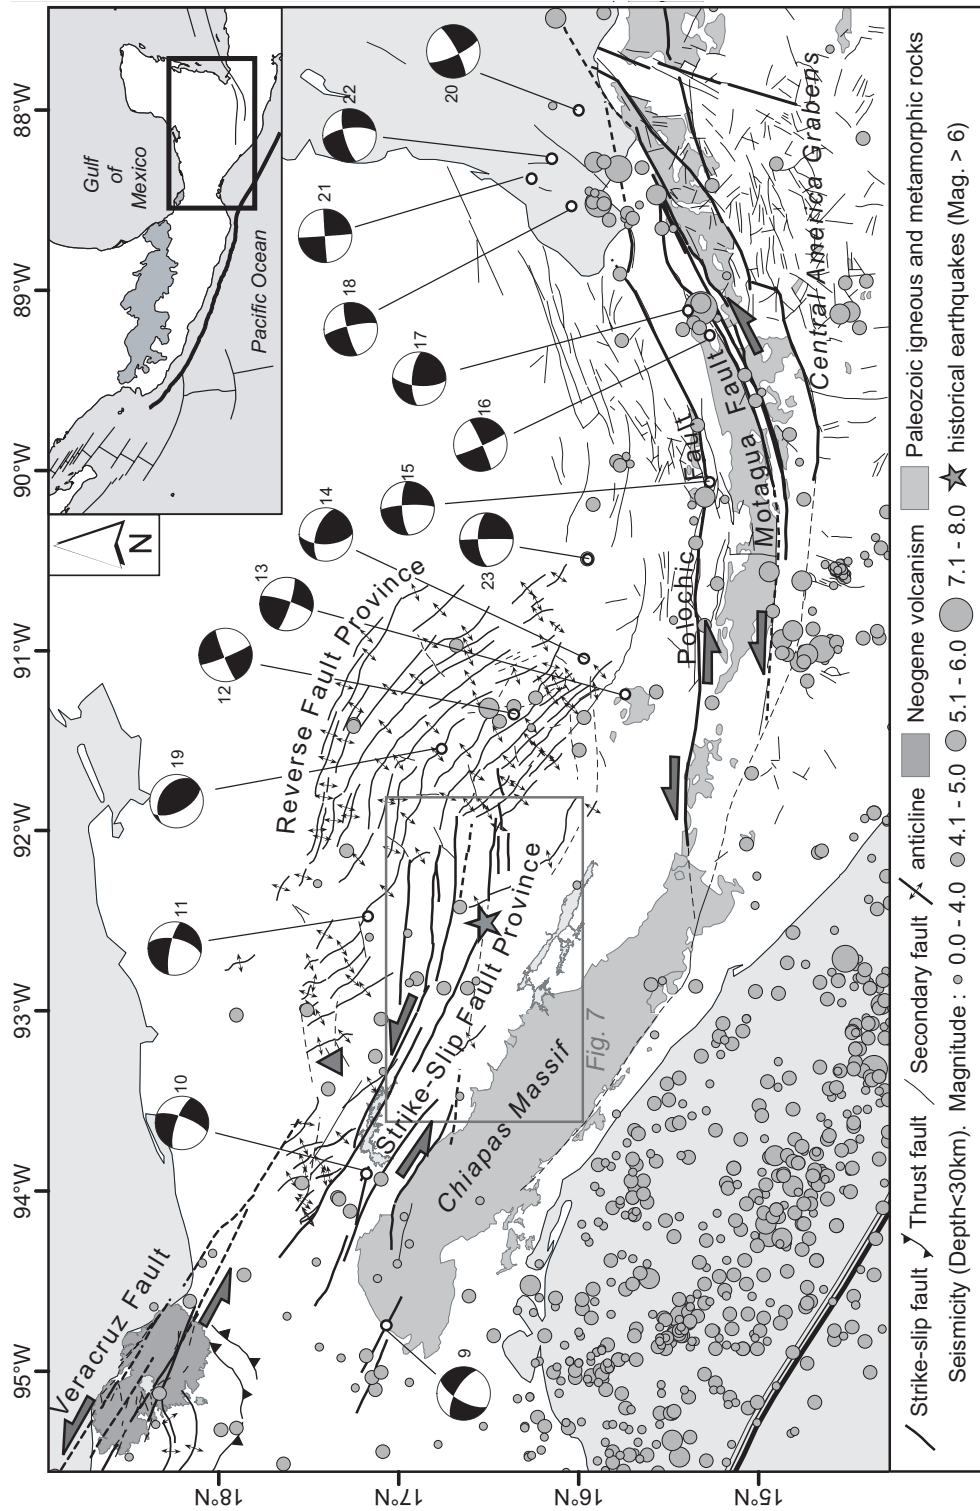 95°W
94°W
93°W
92°W
91°W
90°W
89°W
88°W
18°N
17°N
16°N
15°N
Gulf
of
Mexico
Pacific Ocean
N
Veracruz Fault
Reverse Fault Province
Strike-Slip Fault Province
Chiapas Massif
Fig. 7
Polochic Fault
Motagua Fault
Central America Grabens
9
10
11
19
12
13
14
23
15
16
17
18
21
22
20
Strike-slip fault Thrust fault Secondary fault anticline Neogene volcanism Paleozoic igneous and metamorphic rocks
Seismicity (Depth<30km). Magnitude : 0.0 - 4.0 4.1 - 5.0 5.1 - 6.0 7.1 - 8.0 historical earthquakes (Mag. > 6)